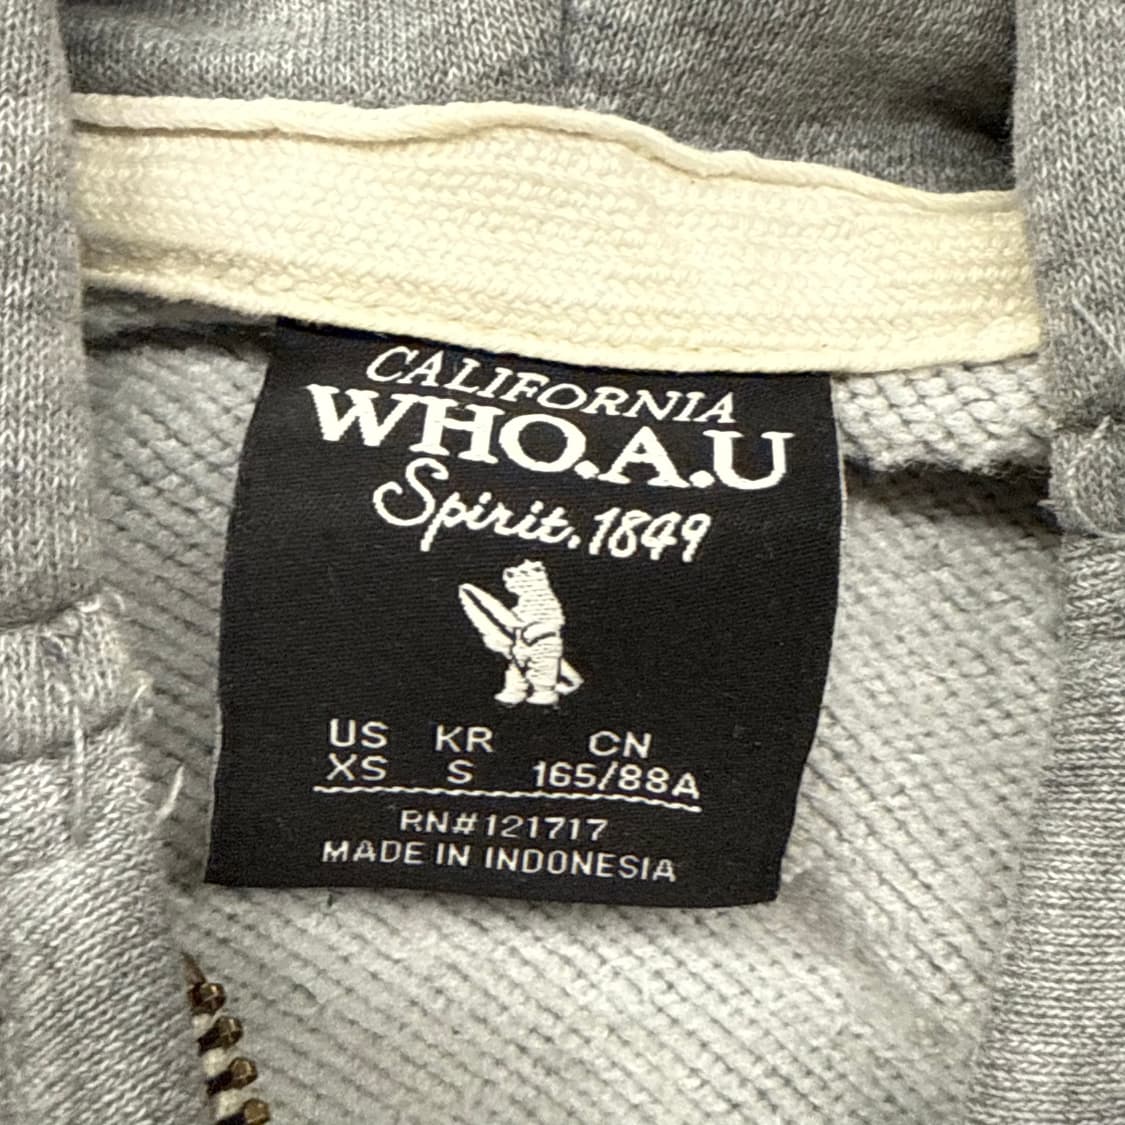 CALIFORNIA
WHO.A.U
Spirit.1849
US KR CN
XS S 165/88A
RN#121717
MADE IN INDONESIA